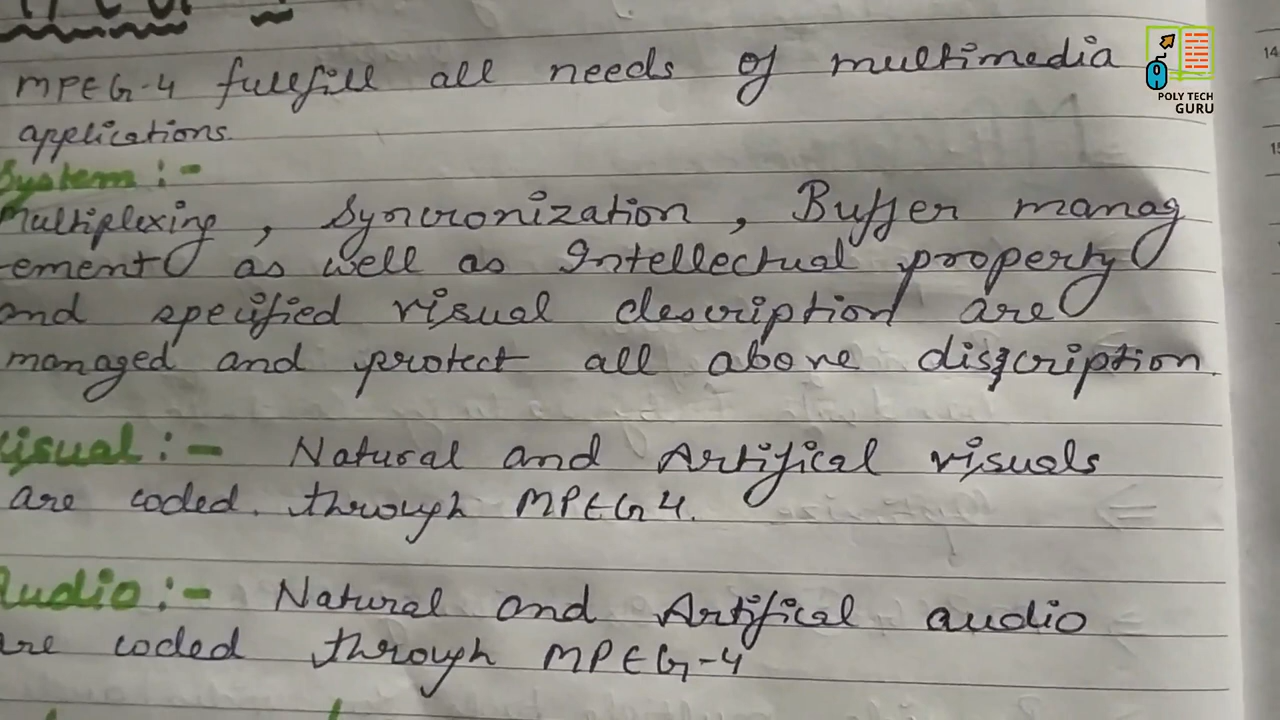 MPEG-4 fullfill all needs of multimedia
applications.
System:-
Multiplexing, Syncronization, Buffer manag
-ement as well as Intellectual property
and specified visual description are
managed and protect all above discription.
Visual:- Natural and Artifical visuals
are coded. through MPEG4.
Audio:- Natural and Artifical audio
are coded through MPEG-4
POLY TECH
GURU
14
15